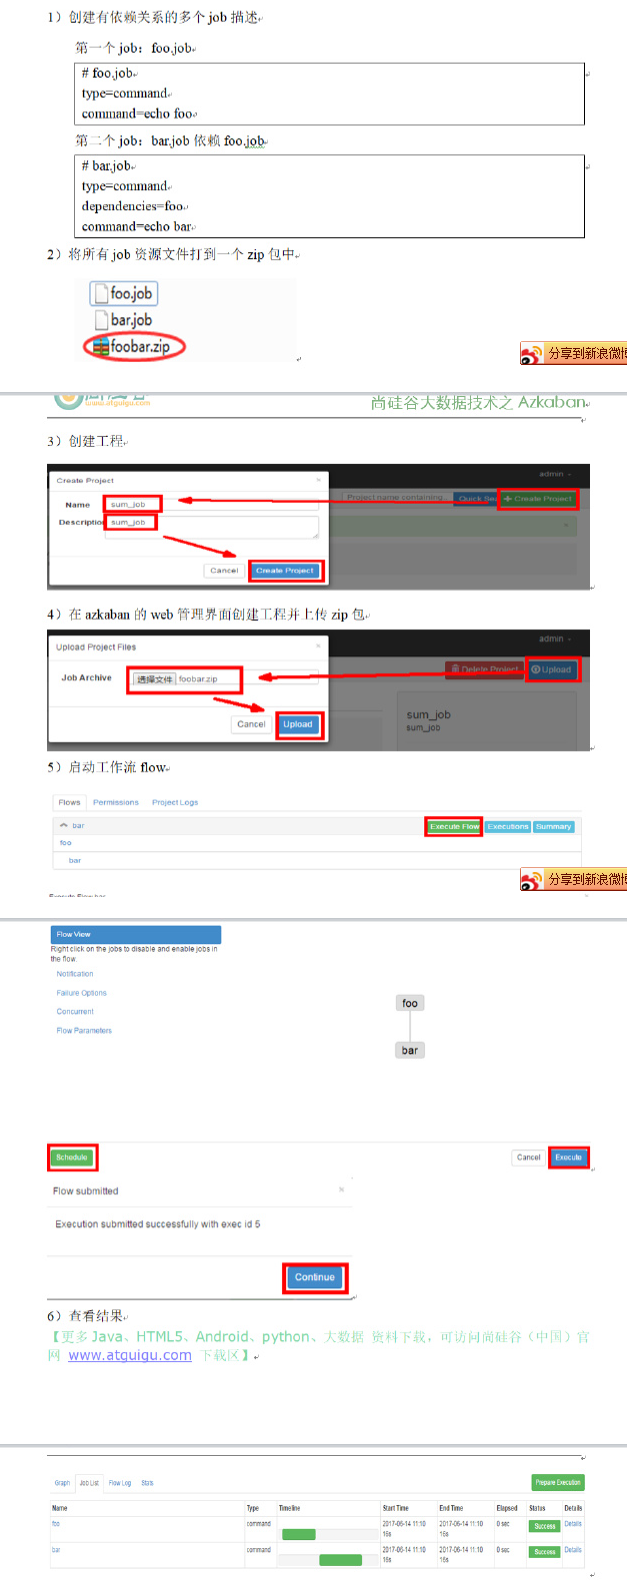 1）创建有依赖关系的多个 job 描述
第一个 job：foo.job
# foo.job
type=command
command=echo foo
第二个 job：bar.job 依赖 foo.job
# bar.job
type=command
dependencies=foo
command=echo bar
2）将所有 job 资源文件打到一个 zip 包中
foo.job
bar.job
foobar.zip
分享到新浪微博
www.atguigu.com
尚硅谷大数据技术之 Azkaban
3）创建工程
admin
Create Project ×
Project name containing... Quick Sea + Create Project
Name sum_job
Description sum_job
Cancel Create Project
4）在 azkaban 的 web 管理界面创建工程并上传 zip 包
admin
Upload Project Files ×
Delete Project Upload
Job Archive 选择文件 foobar.zip
sum_job
sum_job
Cancel Upload
5）启动工作流 flow
Flows Permissions Project Logs
bar Execute Flow Executions Summary
foo
bar
分享到新浪微博
Execute Flow bar
Flow View
Right click on the jobs to disable and enable jobs in
the flow.
Notification
Failure Options
Concurrent
Flow Parameters
foo
bar
Schedule Cancel Execute
Flow submitted ×
Execution submitted successfully with exec id 5
Continue
6）查看结果
【更多 Java、HTML5、Android、python、大数据 资料下载，可访问尚硅谷（中国）官
网 www.atguigu.com 下载区】
Graph Job List Flow Log Stats Prepare Execution
Name Type Timeline Start Time End Time Elapsed Status Details
foo command 2017-06-14 11:10 16s 2017-06-14 11:10 16s 0 sec Success Details
bar command 2017-06-14 11:10 16s 2017-06-14 11:10 16s 0 sec Success Details